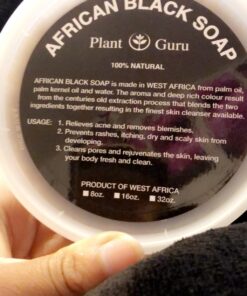 AFRICAN BLACK SOAP
Plant Guru
100% NATURAL
AFRICAN BLACK SOAP is made in WEST AFRICA from palm oil,
palm kernel oil and water. The aroma and deep rich colour result
from the centuries old extraction process that blends the two
ingredients together resulting in the finest skin cleanser available.
USAGE: 1. Relieves acne and removes blemishes.
2. Prevents rashes, itching, dry and scaly skin from
developing.
3. Cleans pores and rejuvenates the skin, leaving
your body fresh and clean.
PRODUCT OF WEST AFRICA
8oz. 16oz. 32oz.